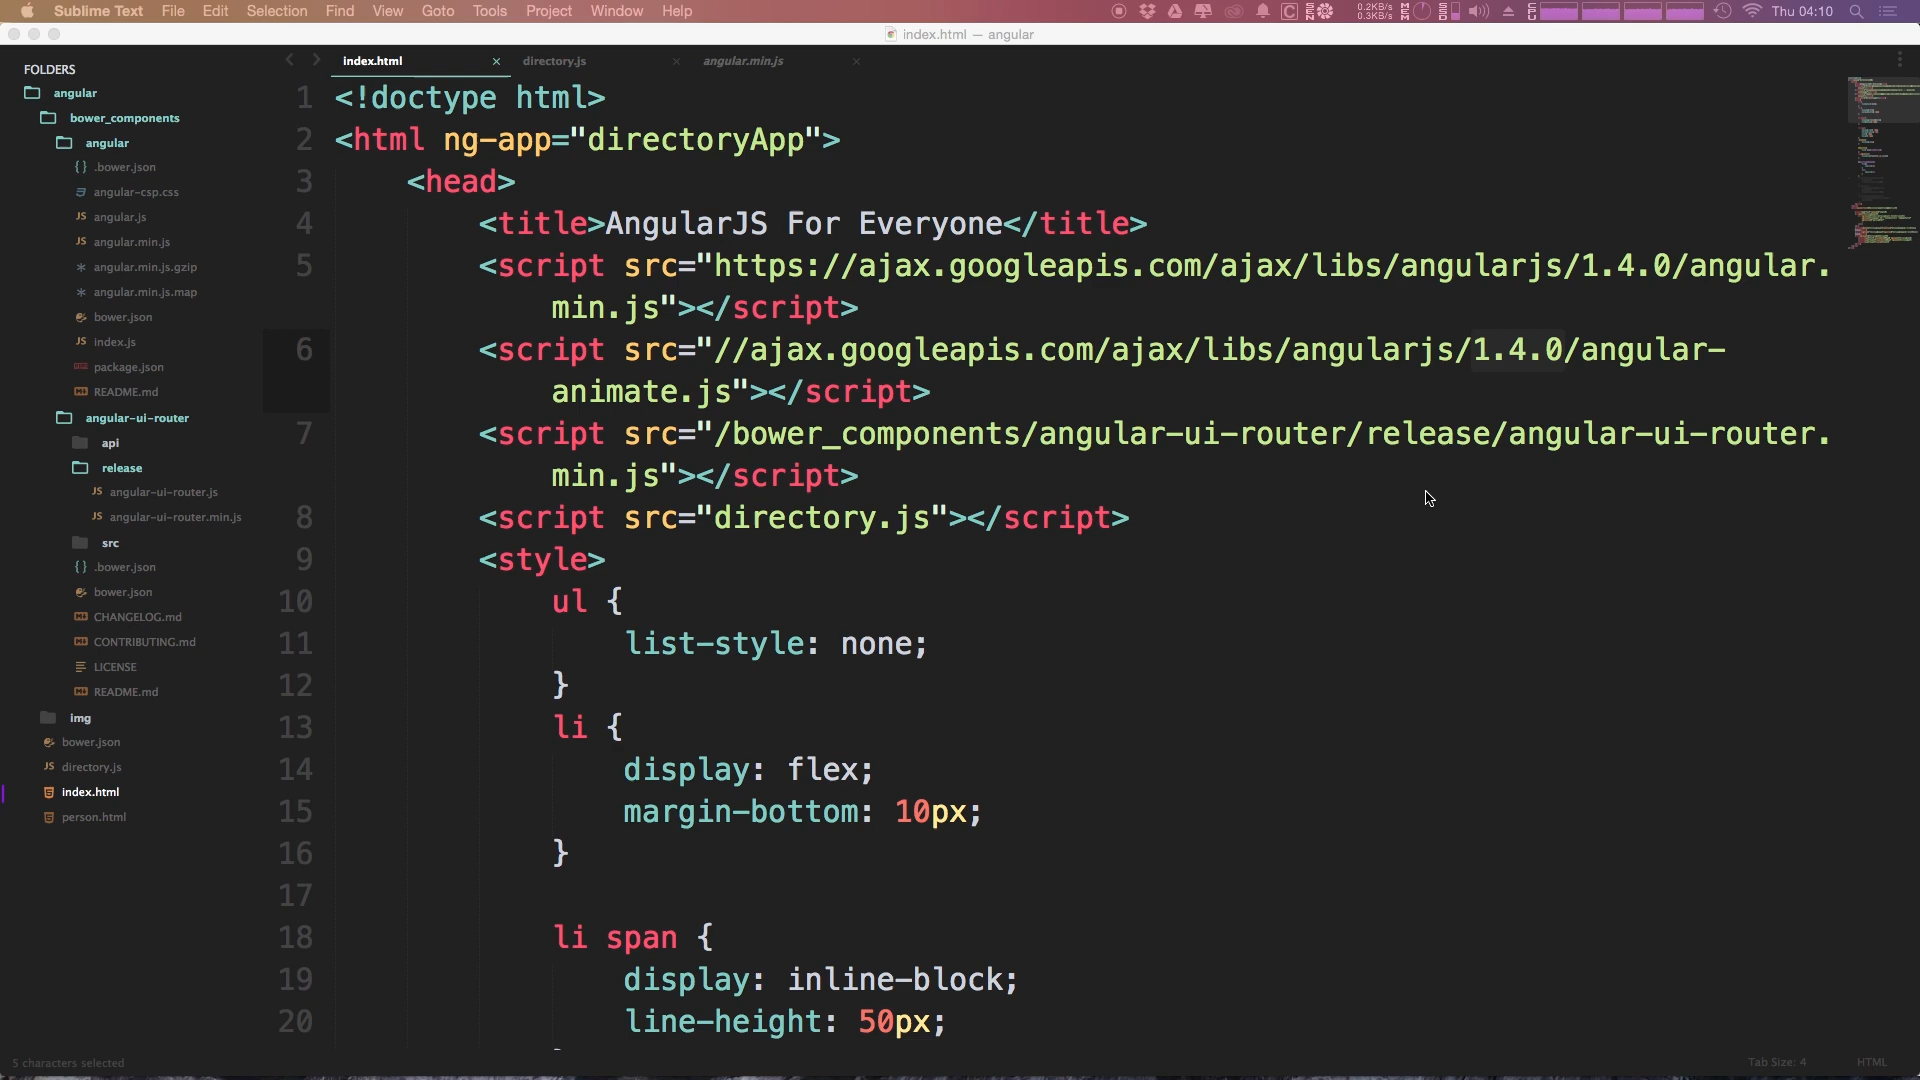 Sublime Text File Edit Selection Find View Goto Tools Project Window Help
0.2KB/s
0.3KB/s
Thu 04:10
index.html — angular
FOLDERS
angular
bower_components
angular
.bower.json
angular-csp.css
angular.js
angular.min.js
angular.min.js.gzip
angular.min.js.map
bower.json
index.js
package.json
README.md
angular-ui-router
api
release
angular-ui-router.js
angular-ui-router.min.js
src
.bower.json
bower.json
CHANGELOG.md
CONTRIBUTING.md
LICENSE
README.md
img
bower.json
directory.js
index.html
person.html
index.html directory.js angular.min.js
1 <!doctype html>
2 <html ng-app="directoryApp">
3 <head>
4 <title>AngularJS For Everyone</title>
5 <script src="https://ajax.googleapis.com/ajax/libs/angularjs/1.4.0/angular.
min.js"></script>
6 <script src="//ajax.googleapis.com/ajax/libs/angularjs/1.4.0/angular-
animate.js"></script>
7 <script src="/bower_components/angular-ui-router/release/angular-ui-router.
min.js"></script>
8 <script src="directory.js"></script>
9 <style>
10 ul {
11 list-style: none;
12 }
13 li {
14 display: flex;
15 margin-bottom: 10px;
16 }
17
18 li span {
19 display: inline-block;
20 line-height: 50px;
5 characters selected
Tab Size: 4 HTML